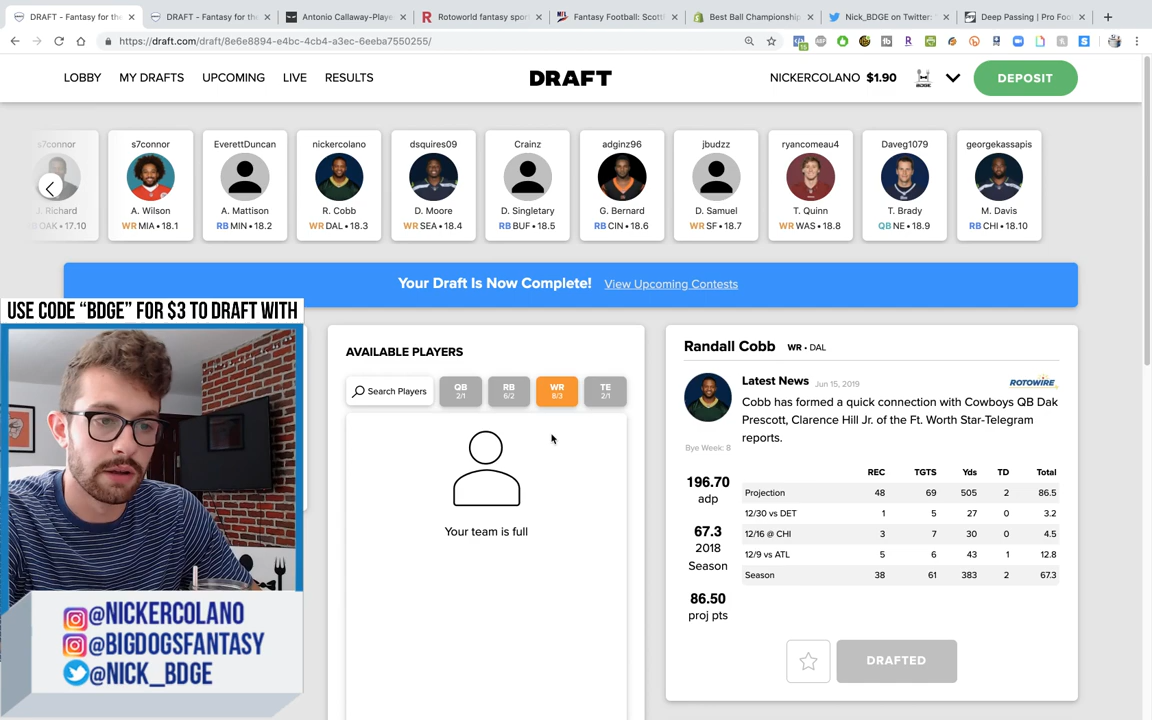 DRAFT - Fantasy for the
DRAFT - Fantasy for the
Antonio Callaway-Playe
Rotoworld fantasy spor
Fantasy Football: Scotti
Best Ball Championship
Nick_BDGE on Twitter:
Deep Passing | Pro Foo
https://draft.com/draft/8e6e8894-e4bc-4cb4-a3ec-6eeba7550255/
LOBBY MY DRAFTS UPCOMING LIVE RESULTS DRAFT NICKERCOLANO $1.90 DEPOSIT
s7connor s7connor EverettDuncan nickercolano dsquires09 Crainz adginz96 jbudzz ryancomeau4 Daveg1079 georgekassapis
J. Richard A. Wilson A. Mattison R. Cobb D. Moore D. Singletary G. Bernard D. Samuel T. Quinn T. Brady M. Davis
OAK • 17.10 WR MIA • 18.1 RB MIN • 18.2 WR DAL • 18.3 WR SEA • 18.4 RB BUF • 18.5 RB CIN • 18.6 WR SF • 18.7 WR WAS • 18.8 QB NE • 18.9 RB CHI • 18.10
Your Draft Is Now Complete! View Upcoming Contests
USE CODE "BDGE" FOR $3 TO DRAFT WITH
AVAILABLE PLAYERS
Search Players
QB 2/1
RB 6/2
WR 8/3
TE 2/1
Your team is full
Randall Cobb WR • DAL
Latest News Jun 15, 2019 ROTOWIRE
Cobb has formed a quick connection with Cowboys QB Dak
Prescott, Clarence Hill Jr. of the Ft. Worth Star-Telegram
reports.
Bye Week: 8
196.70
adp
67.3
2018
Season
86.50
proj pts
REC TGTS Yds TD Total
Projection 48 69 505 2 86.5
12/30 vs DET 1 5 27 0 3.2
12/16 @ CHI 3 7 30 0 4.5
12/9 vs ATL 5 6 43 1 12.8
Season 38 61 383 2 67.3
DRAFTED
@NICKERCOLANO
@BIGDOGSFANTASY
@NICK_BDGE